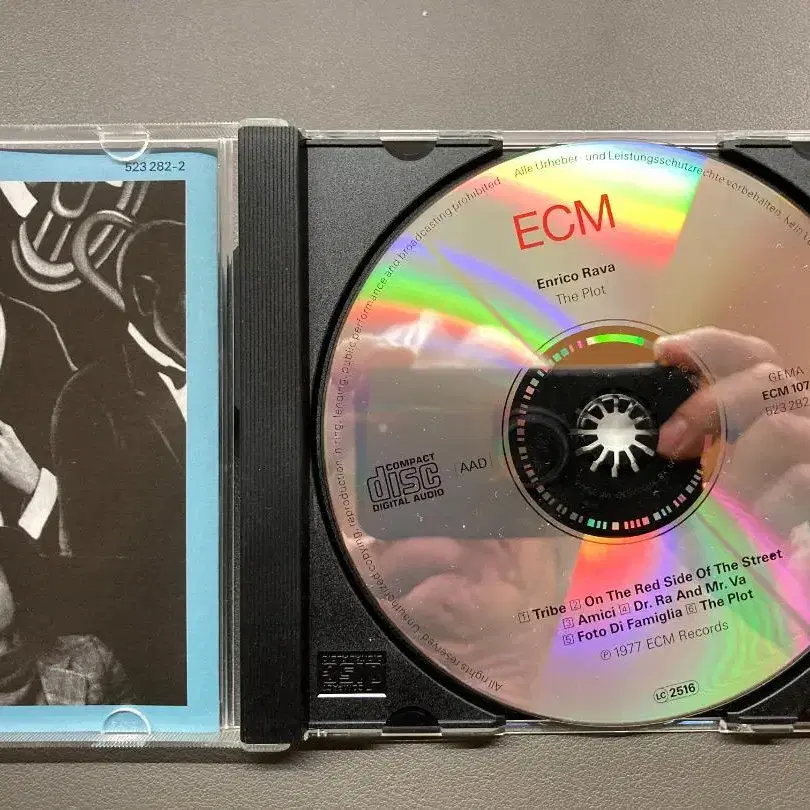 523 282-2
Alle Urheber- und Leistungsschutzrechte vorbehalten. Kein
ECM
Enrico Rava
The Plot
GEMA
ECM 107
523 282
COMPACT
disc
DIGITAL AUDIO
AAD
1 Tribe 2 On The Red Side Of The Street
3 Amici 4 Dr. Ra And Mr. Va
5 Foto Di Famiglia 6 The Plot
℗ 1977 ECM Records
LC 2516
All rights reserved. Unauthorized copying, reproduction, hiring, lending, public performance and broadcasting prohibited